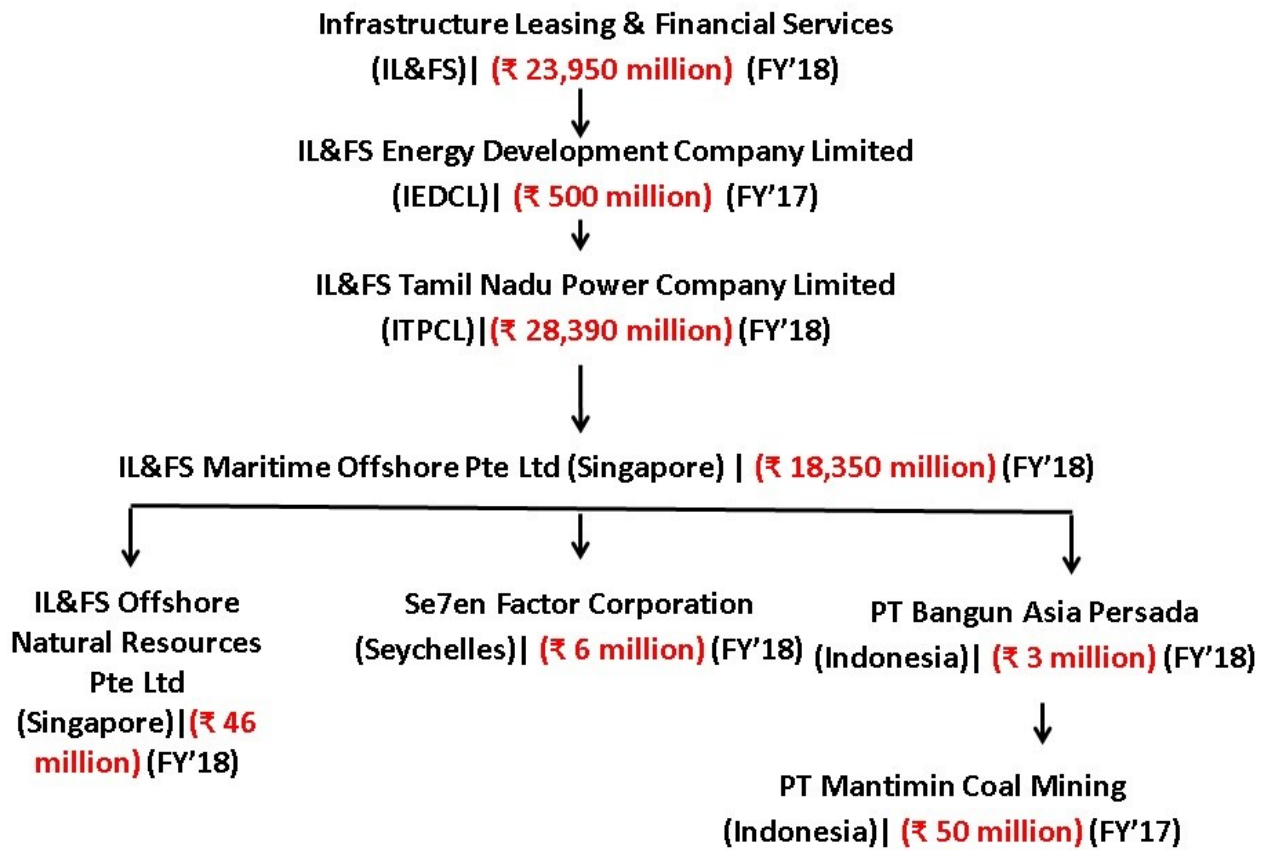 Infrastructure Leasing & Financial Services
(IL&FS)| (₹ 23,950 million) (FY'18)
IL&FS Energy Development Company Limited
(IEDCL)| (₹ 500 million) (FY'17)
IL&FS Tamil Nadu Power Company Limited
(ITPCL)|(₹ 28,390 million) (FY'18)
IL&FS Maritime Offshore Pte Ltd (Singapore) | (₹ 18,350 million) (FY'18)
IL&FS Offshore
Natural Resources
Pte Ltd
(Singapore)|(₹ 46
million) (FY'18)
Se7en Factor Corporation
(Seychelles)| (₹ 6 million) (FY'18)
PT Bangun Asia Persada
(Indonesia)| (₹ 3 million) (FY'18)
PT Mantimin Coal Mining
(Indonesia)| (₹ 50 million) (FY'17)